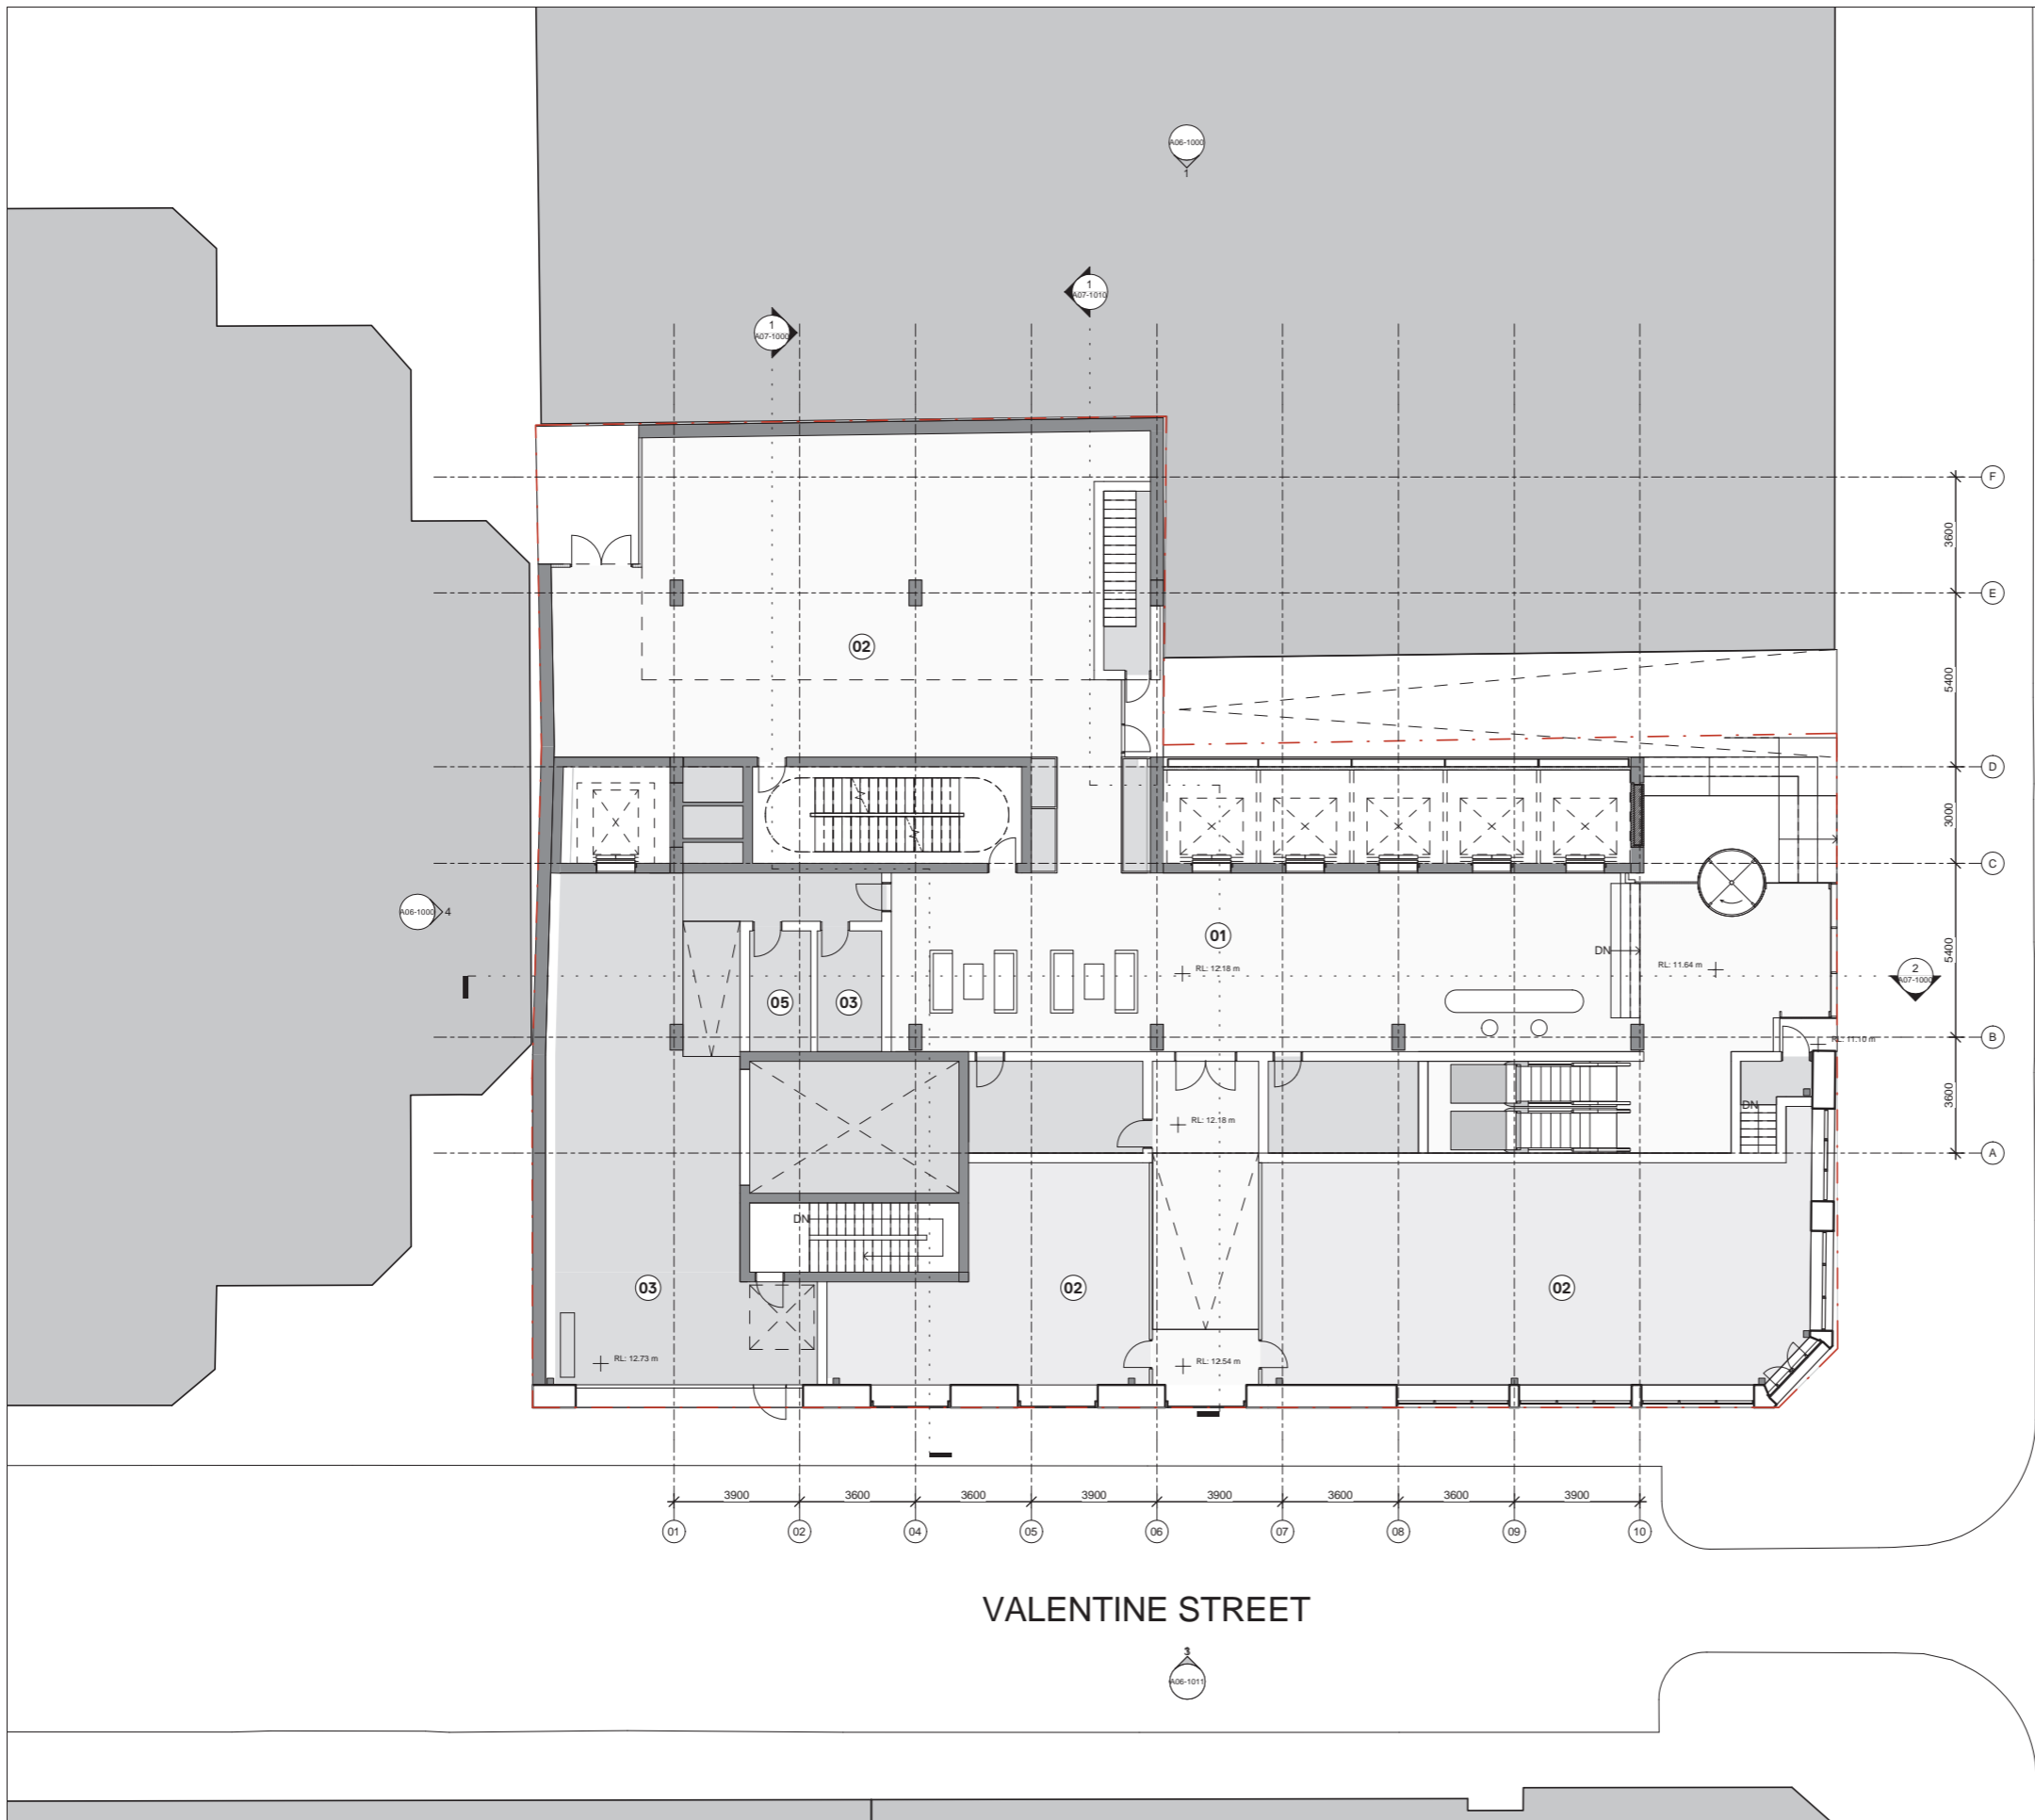 A06-1000
1
1
A07-1010
1
A07-1000
F
3600
E
02
5400
D
3000
C
A06-1000
4
01
5400
DN
RL: 12.18 m
RL: 11.64 m
2
A07-1000
05
03
B
RL: 11.10 m
3600
DN
RL: 12.18 m
A
DN
03
02
02
RL: 12.73 m
RL: 12.54 m
3900
3600
3600
3900
3900
3600
3600
3900
01
02
04
05
06
07
08
09
10
VALENTINE STREET
3
A06-1011